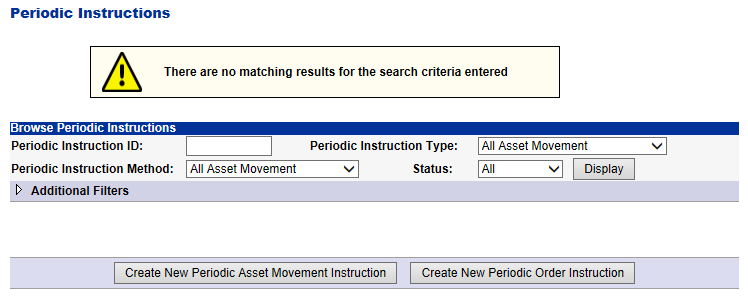 Periodic Instructions
There are no matching results for the search criteria entered
Browse Periodic Instructions
Periodic Instruction ID: Periodic Instruction Type: All Asset Movement
Periodic Instruction Method: All Asset Movement Status: All Display
Additional Filters
Create New Periodic Asset Movement Instruction Create New Periodic Order Instruction